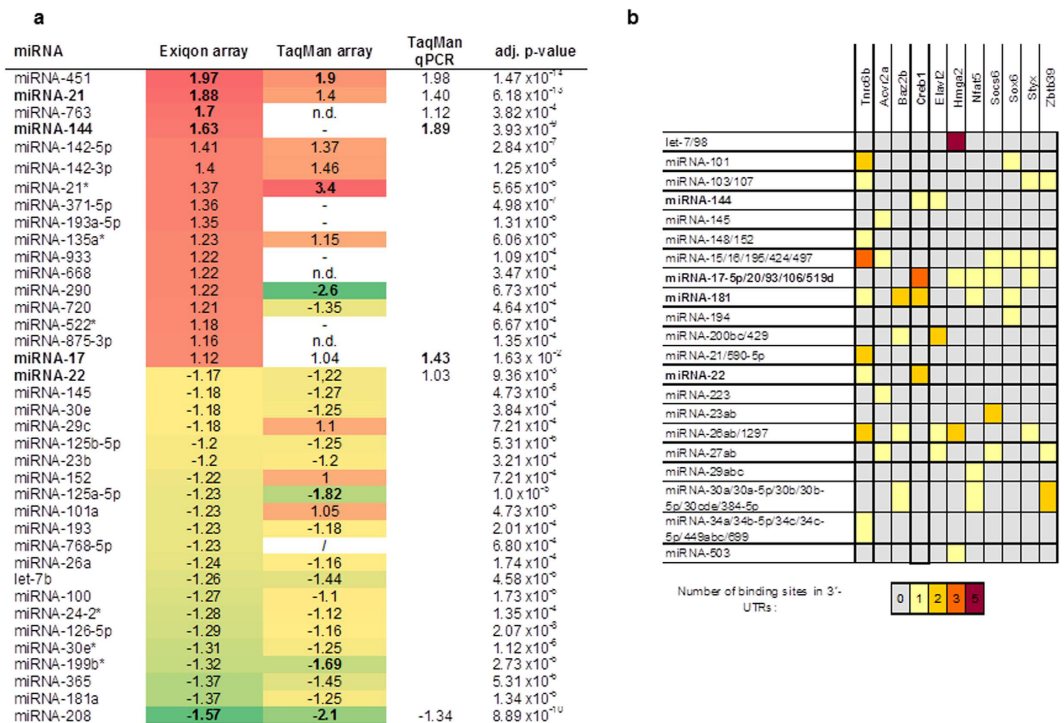 a
miRNA Exiqon array TaqMan array TaqMan qPCR adj. p-value
miRNA-451 1.97 1.9 1.98 1.47 x10⁻¹⁴
miRNA-21 1.88 1.4 1.40 6.18 x10⁻¹³
miRNA-763 1.7 n.d. 1.12 3.82 x10⁻⁴
miRNA-144 1.63 - 1.89 3.93 x10⁻⁹
miRNA-142-5p 1.41 1.37 2.84 x10⁻⁷
miRNA-142-3p 1.4 1.46 1.25 x10
miRNA-21* 1.37 3.4 5.65 x10
miRNA-371-5p 1.36 - 4.98 x10⁻⁷
miRNA-193a-5p 1.35 - 1.31 x10
miRNA-135a* 1.23 1.15 6.06 x10
miRNA-933 1.22 - 1.09 x10⁻⁴
miRNA-668 1.22 n.d. 3.47 x10⁻⁴
miRNA-290 1.22 -2.6 6.73 x10⁻⁴
miRNA-720 1.21 -1.35 4.64 x10⁻⁴
miRNA-522* 1.18 - 6.67 x10⁻⁴
miRNA-875-3p 1.16 n.d. 1.35 x10⁻⁴
miRNA-17 1.12 1.04 1.43 1.63 x 10⁻²
miRNA-22 -1.17 -1,22 1.03 9.36 x10
miRNA-145 -1.18 -1.27 4.73 x10
miRNA-30e -1.18 -1.25 3.84 x10⁻⁴
miRNA-29c -1.18 1.1 7.21 x10⁻⁴
miRNA-125b-5p -1.2 -1.25 5.31 x10
miRNA-23b -1.2 -1.2 3.21 x10⁻⁴
miRNA-152 -1.22 1 7.21 x10⁻⁴
miRNA-125a-5p -1.23 -1.82 1.0 x10
miRNA-101a -1.23 1.05 4.73 x10
miRNA-193 -1.23 -1.18 2.01 x10⁻⁴
miRNA-768-5p -1.23 / 6.80 x10⁻⁴
miRNA-26a -1.24 -1.16 1.74 x10⁻⁴
let-7b -1.26 -1.44 4.58 x10
miRNA-100 -1.27 -1.1 1.73 x10
miRNA-24-2* -1.28 -1.12 1.35 x10⁻⁴
miRNA-126-5p -1.29 -1.16 2.07 x10
miRNA-30e* -1.31 -1.25 1.12 x10
miRNA-199b* -1.32 -1.69 2.73 x10
miRNA-365 -1.37 -1.45 5.31 x10
miRNA-181a -1.37 -1.25 1.34 x10
miRNA-208 -1.57 -2.1 -1.34 8.89 x10⁻¹⁰
b
Tnrc6b Acvr2a Baz2b Creb1 Elavl2 Hmga2 Nfat5 Socs6 Sox6 Styx Zbtb39
let-7/98
miRNA-101
miRNA-103/107
miRNA-144
miRNA-145
miRNA-148/152
miRNA-15/16/195/424/497
miRNA-17-5p/20/93/106/519d
miRNA-181
miRNA-194
miRNA-200bc/429
miRNA-21/590-5p
miRNA-22
miRNA-223
miRNA-23ab
miRNA-26ab/1297
miRNA-27ab
miRNA-29abc
miRNA-30a/30a-5p/30b/30b-
5p/30cde/384-5p
miRNA-34a/34b-5p/34c/34c-
5p/449abc/699
miRNA-503
Number of binding sites in 3'-
UTRs:
0 1 2 3 5